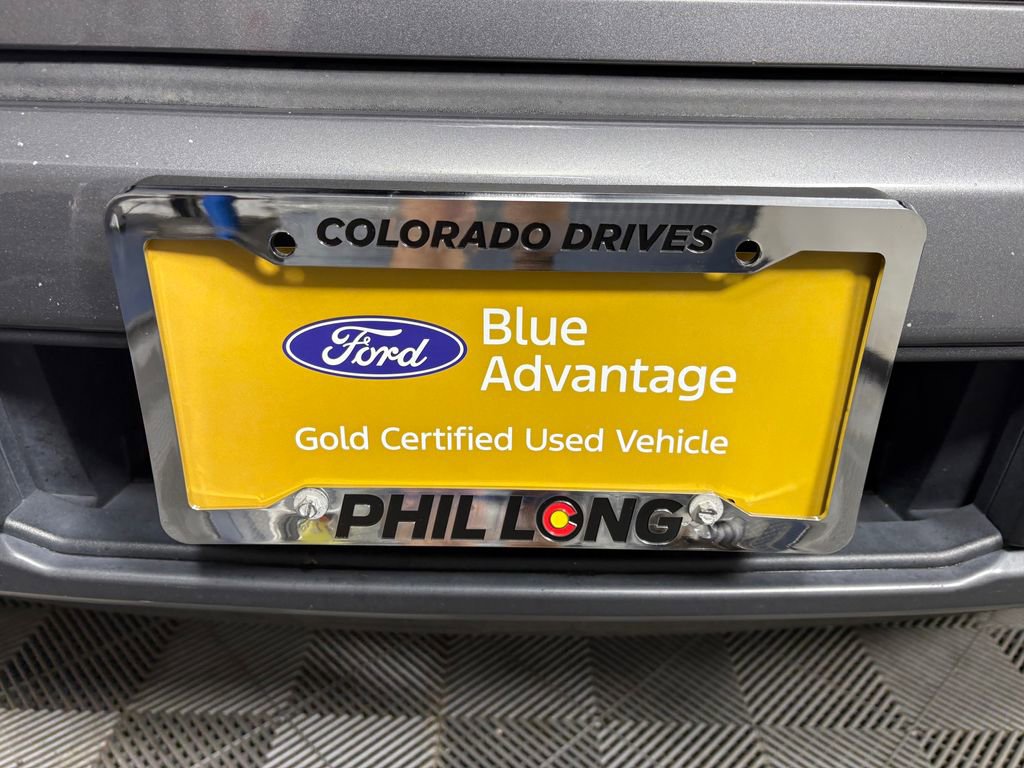 COLORADO DRIVES
Ford
Blue
Advantage
Gold Certified Used Vehicle
PHIL LONG